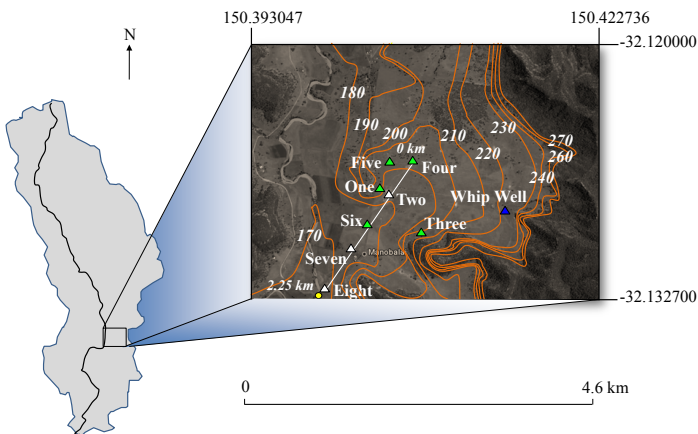 150.393047
150.422736
N
-32.120000
180
190
200
210
230
270
0 km
220
260
Five
Four
240
One
Two
Whip Well
Six
Three
170
Seven
Manobala
2.25 km
Eight
-32.132700
0
4.6 km